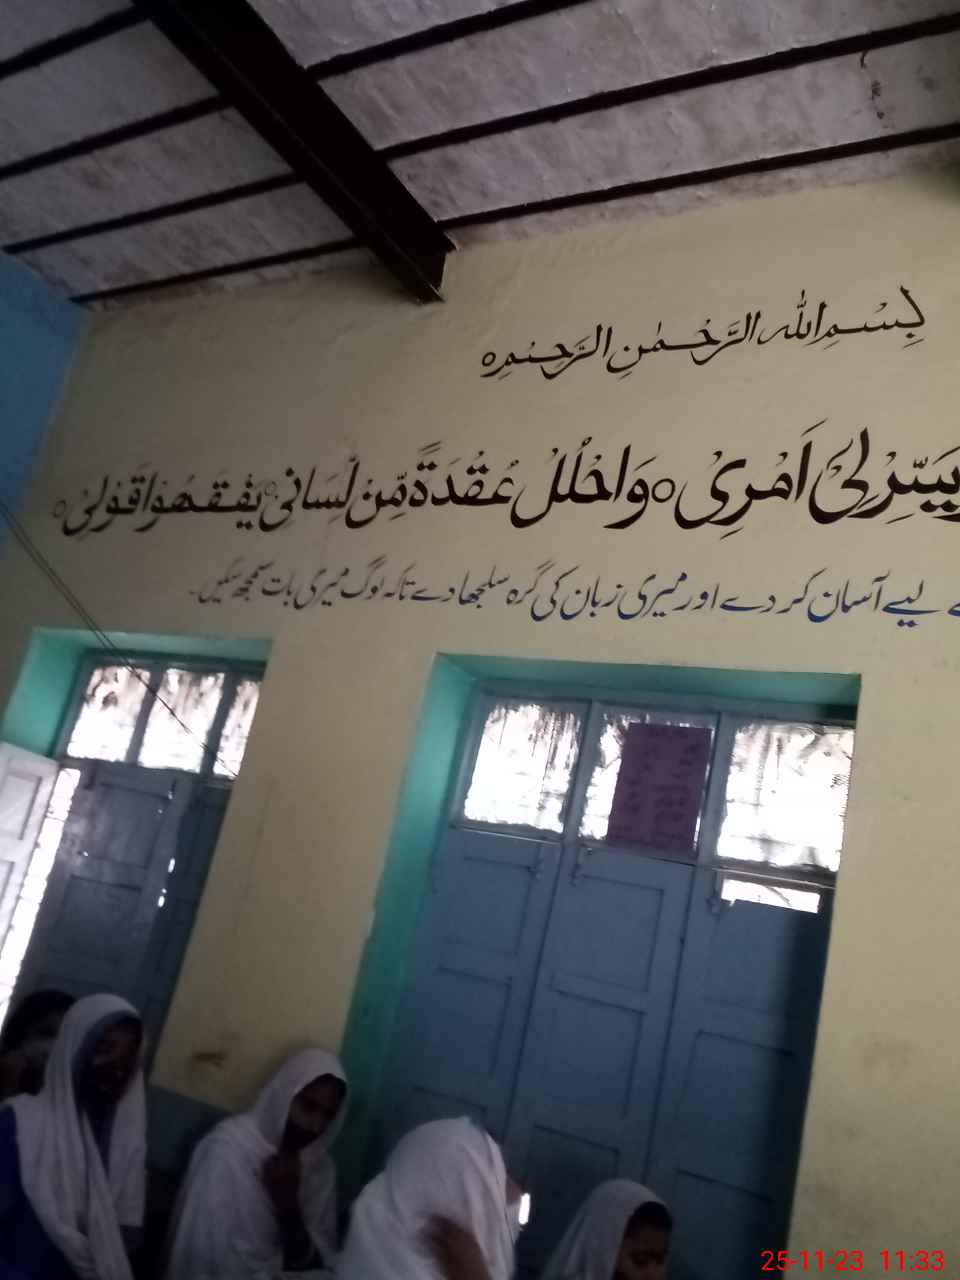 بِسْمِ اللّٰهِ الرَّحْمٰنِ الرَّحِيْمِ ○
وَيَسِّرْ لِيْ اَمْرِيْ ○ وَاحْلُلْ عُقْدَةً مِّنْ لِّسَانِيْ ○ يَفْقَهُوْا قَوْلِيْ ○
لیے آسان کر دے اور میری زبان کی گرہ سلجھا دے تاکہ لوگ میری بات سمجھ سکیں۔
25-11-23 11:33